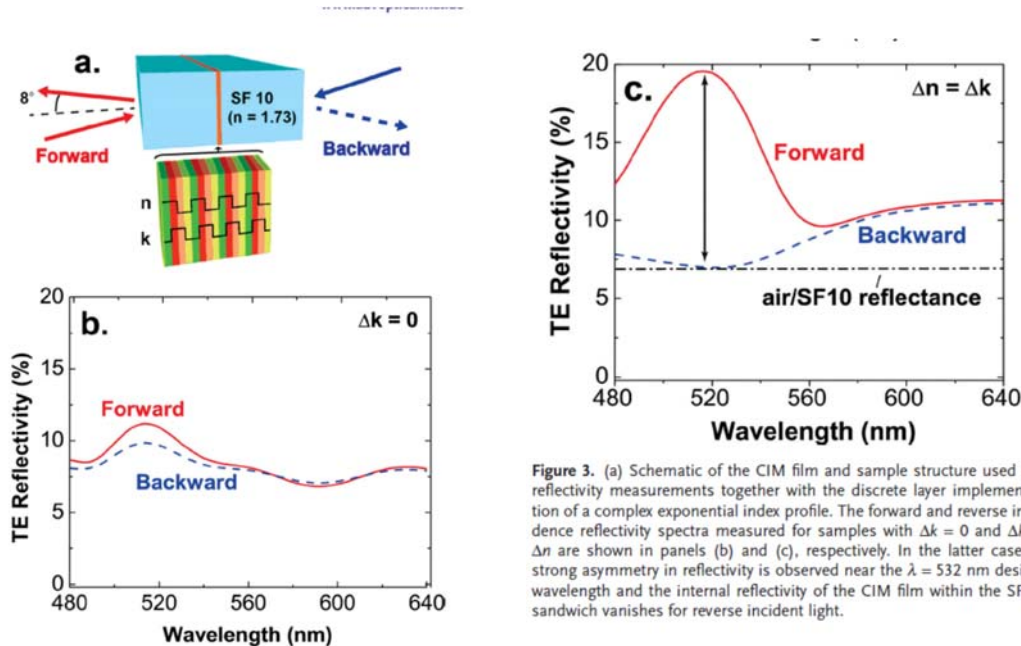 a.
8°
SF 10
(n = 1.73)
Forward
Backward
n
k
20
15
10
5
0
TE Reflectivity (%)
b.
Δk = 0
Forward
Backward
480 520 560 600 640
Wavelength (nm)
20
15
10
5
0
TE Reflectivity (%)
c.
Δn = Δk
Forward
Backward
air/SF10 reflectance
480 520 560 600 640
Wavelength (nm)
Figure 3. (a) Schematic of the CIM film and sample structure used
reflectivity measurements together with the discrete layer implemen
tion of a complex exponential index profile. The forward and reverse in
dence reflectivity spectra measured for samples with Δk = 0 and Δk
Δn are shown in panels (b) and (c), respectively. In the latter case
strong asymmetry in reflectivity is observed near the λ = 532 nm desi
wavelength and the internal reflectivity of the CIM film within the SF
sandwich vanishes for reverse incident light.